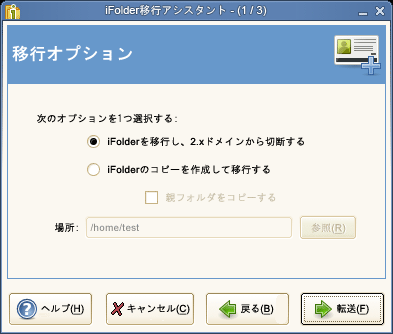 iFolder移行アシスタント - (1 / 3)
移行オプション
次のオプションを1つ選択する:
iFolderを移行し、2.xドメインから切断する
iFolderのコピーを作成して移行する
親フォルダをコピーする
場所: /home/test 参照(R)
ヘルプ(H) キャンセル(C) 戻る(B) 転送(F)